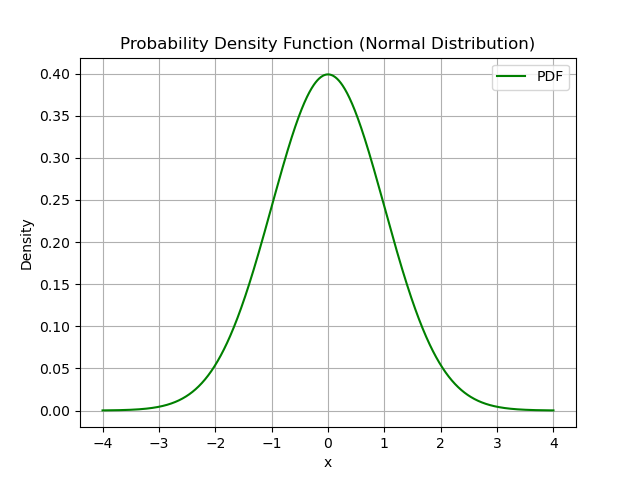 Probability Density Function (Normal Distribution)
PDF
0.40
0.35
0.30
0.25
0.20
0.15
0.10
0.05
0.00
Density
−4 −3 −2 −1 0 1 2 3 4
x